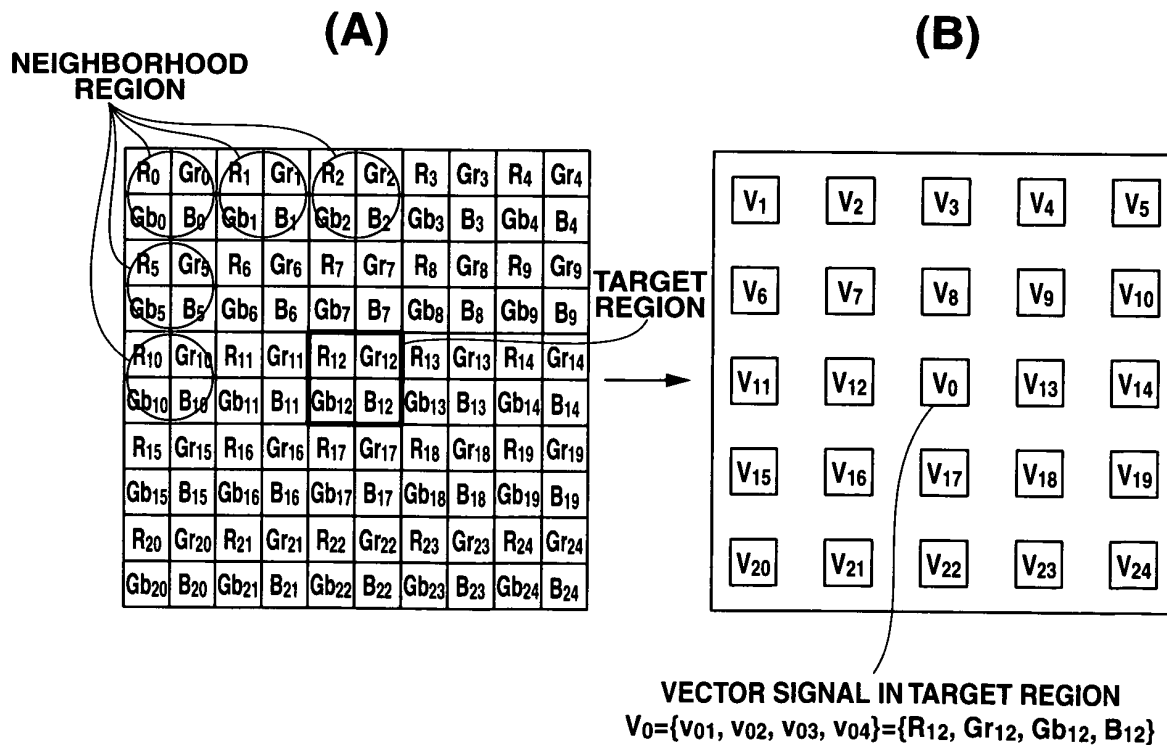 (A)
(B)
NEIGHBORHOOD
REGION
R0 Gr0 R1 Gr1 R2 Gr2 R3 Gr3 R4 Gr4
Gb0 B0 Gb1 B1 Gb2 B2 Gb3 B3 Gb4 B4
R5 Gr5 R6 Gr6 R7 Gr7 R8 Gr8 R9 Gr9
Gb5 B5 Gb6 B6 Gb7 B7 Gb8 B8 Gb9 B9
R10 Gr10 R11 Gr11 R12 Gr12 R13 Gr13 R14 Gr14
Gb10 B10 Gb11 B11 Gb12 B12 Gb13 B13 Gb14 B14
R15 Gr15 R16 Gr16 R17 Gr17 R18 Gr18 R19 Gr19
Gb15 B15 Gb16 B16 Gb17 B17 Gb18 B18 Gb19 B19
R20 Gr20 R21 Gr21 R22 Gr22 R23 Gr23 R24 Gr24
Gb20 B20 Gb21 B21 Gb22 B22 Gb23 B23 Gb24 B24
TARGET
REGION
V1 V2 V3 V4 V5
V6 V7 V8 V9 V10
V11 V12 V0 V13 V14
V15 V16 V17 V18 V19
V20 V21 V22 V23 V24
VECTOR SIGNAL IN TARGET REGION
V0={v01, v02, v03, v04}={R12, Gr12, Gb12, B12}